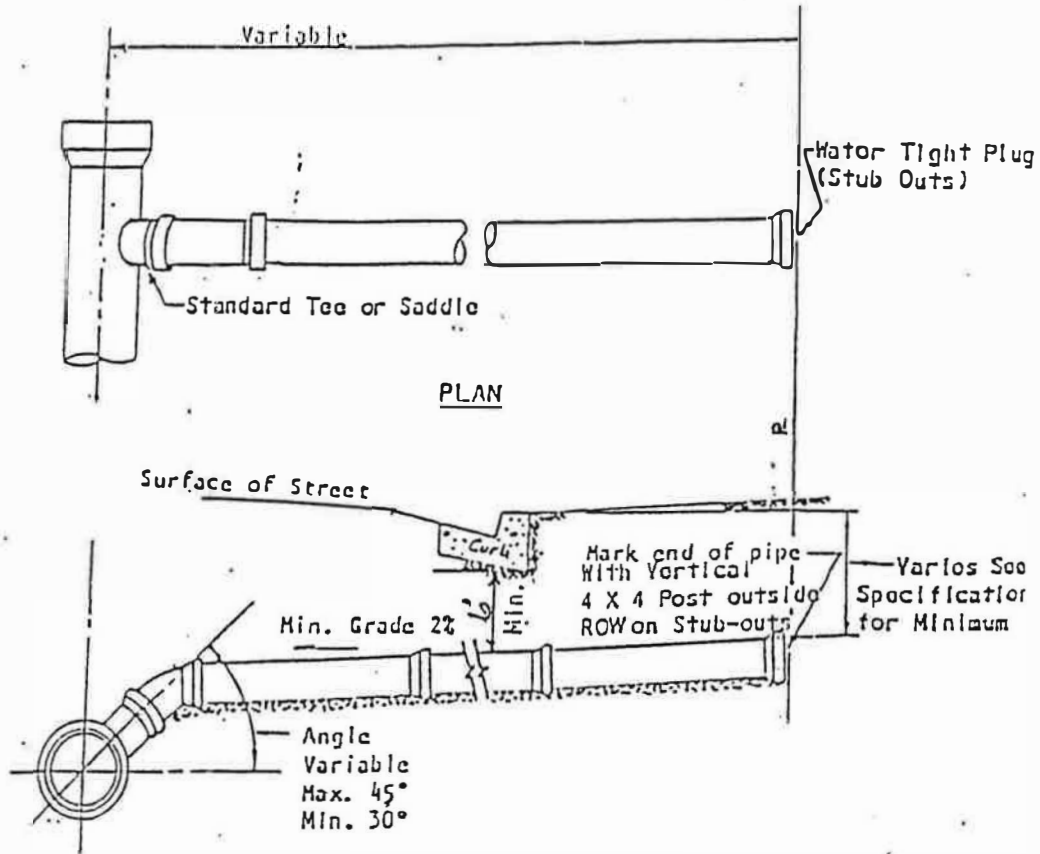 Variable
Water Tight Plug
(Stub Outs)
Standard Tee or Saddle
PLAN
Surface of Street
Curb
Mark end of pipe
With Vertical
4 X 4 Post outside
ROW on Stub-outs
Varies See
Specification
for Minimum
Min.
Min. Grade 2%
Angle
Variable
Max. 45°
Min. 30°